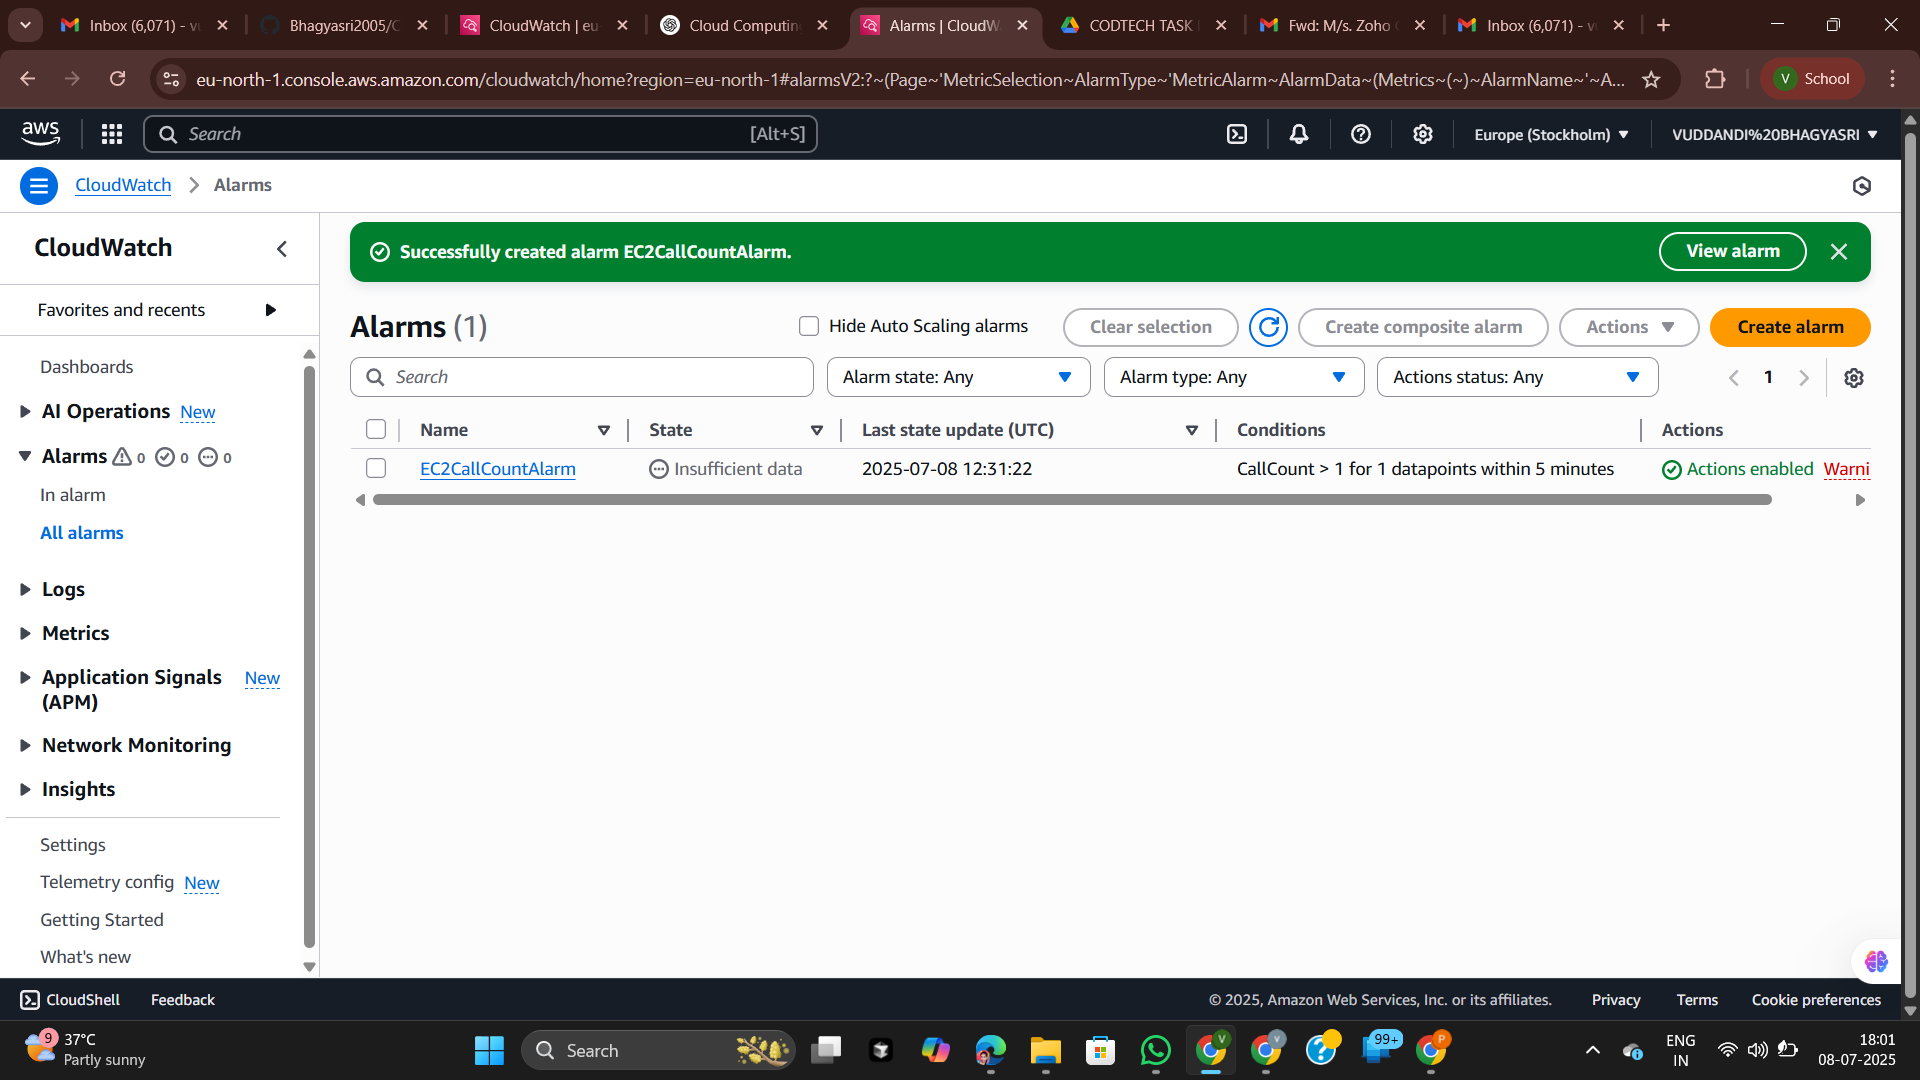 Inbox (6,071) - v
Bhagyasri2005/C
CloudWatch | eu
Cloud Computin
Alarms | CloudW
CODTECH TASK
Fwd: M/s. Zoho
Inbox (6,071) - v
eu-north-1.console.aws.amazon.com/cloudwatch/home?region=eu-north-1#alarmsV2:?~(Page~'MetricSelection~AlarmType~'MetricAlarm~AlarmData~(Metrics~(~)~AlarmName~'~A...
V School
aws
Search
[Alt+S]
Europe (Stockholm)
VUDDANDI%20BHAGYASRI
CloudWatch
Alarms
CloudWatch
Favorites and recents
Dashboards
AI Operations New
Alarms 0 0 0
In alarm
All alarms
Logs
Metrics
Application Signals New
(APM)
Network Monitoring
Insights
Settings
Telemetry config New
Getting Started
What's new
Successfully created alarm EC2CallCountAlarm.
View alarm
Alarms (1)
Hide Auto Scaling alarms
Clear selection
Create composite alarm
Actions
Create alarm
Search
Alarm state: Any
Alarm type: Any
Actions status: Any
1
Name
State
Last state update (UTC)
Conditions
Actions
EC2CallCountAlarm
Insufficient data
2025-07-08 12:31:22
CallCount > 1 for 1 datapoints within 5 minutes
Actions enabled
Warni
CloudShell
Feedback
© 2025, Amazon Web Services, Inc. or its affiliates.
Privacy
Terms
Cookie preferences
9
37°C
Partly sunny
Search
V
V
99+
P
ENG
IN
18:01
08-07-2025